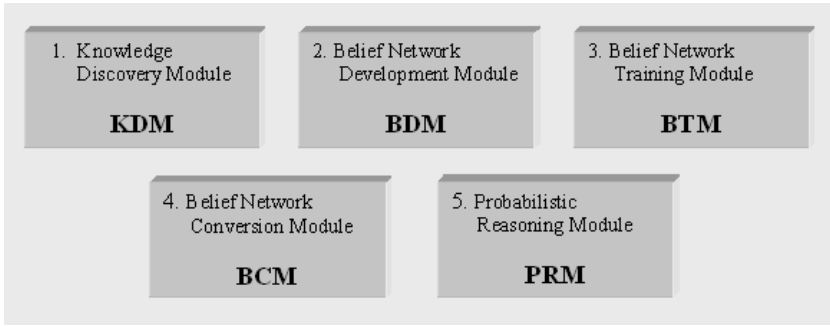 1. Knowledge
Discovery Module
KDM
2. Belief Network
Development Module
BDM
3. Belief Network
Training Module
BTM
4. Belief Network
Conversion Module
BCM
5. Probabilistic
Reasoning Module
PRM